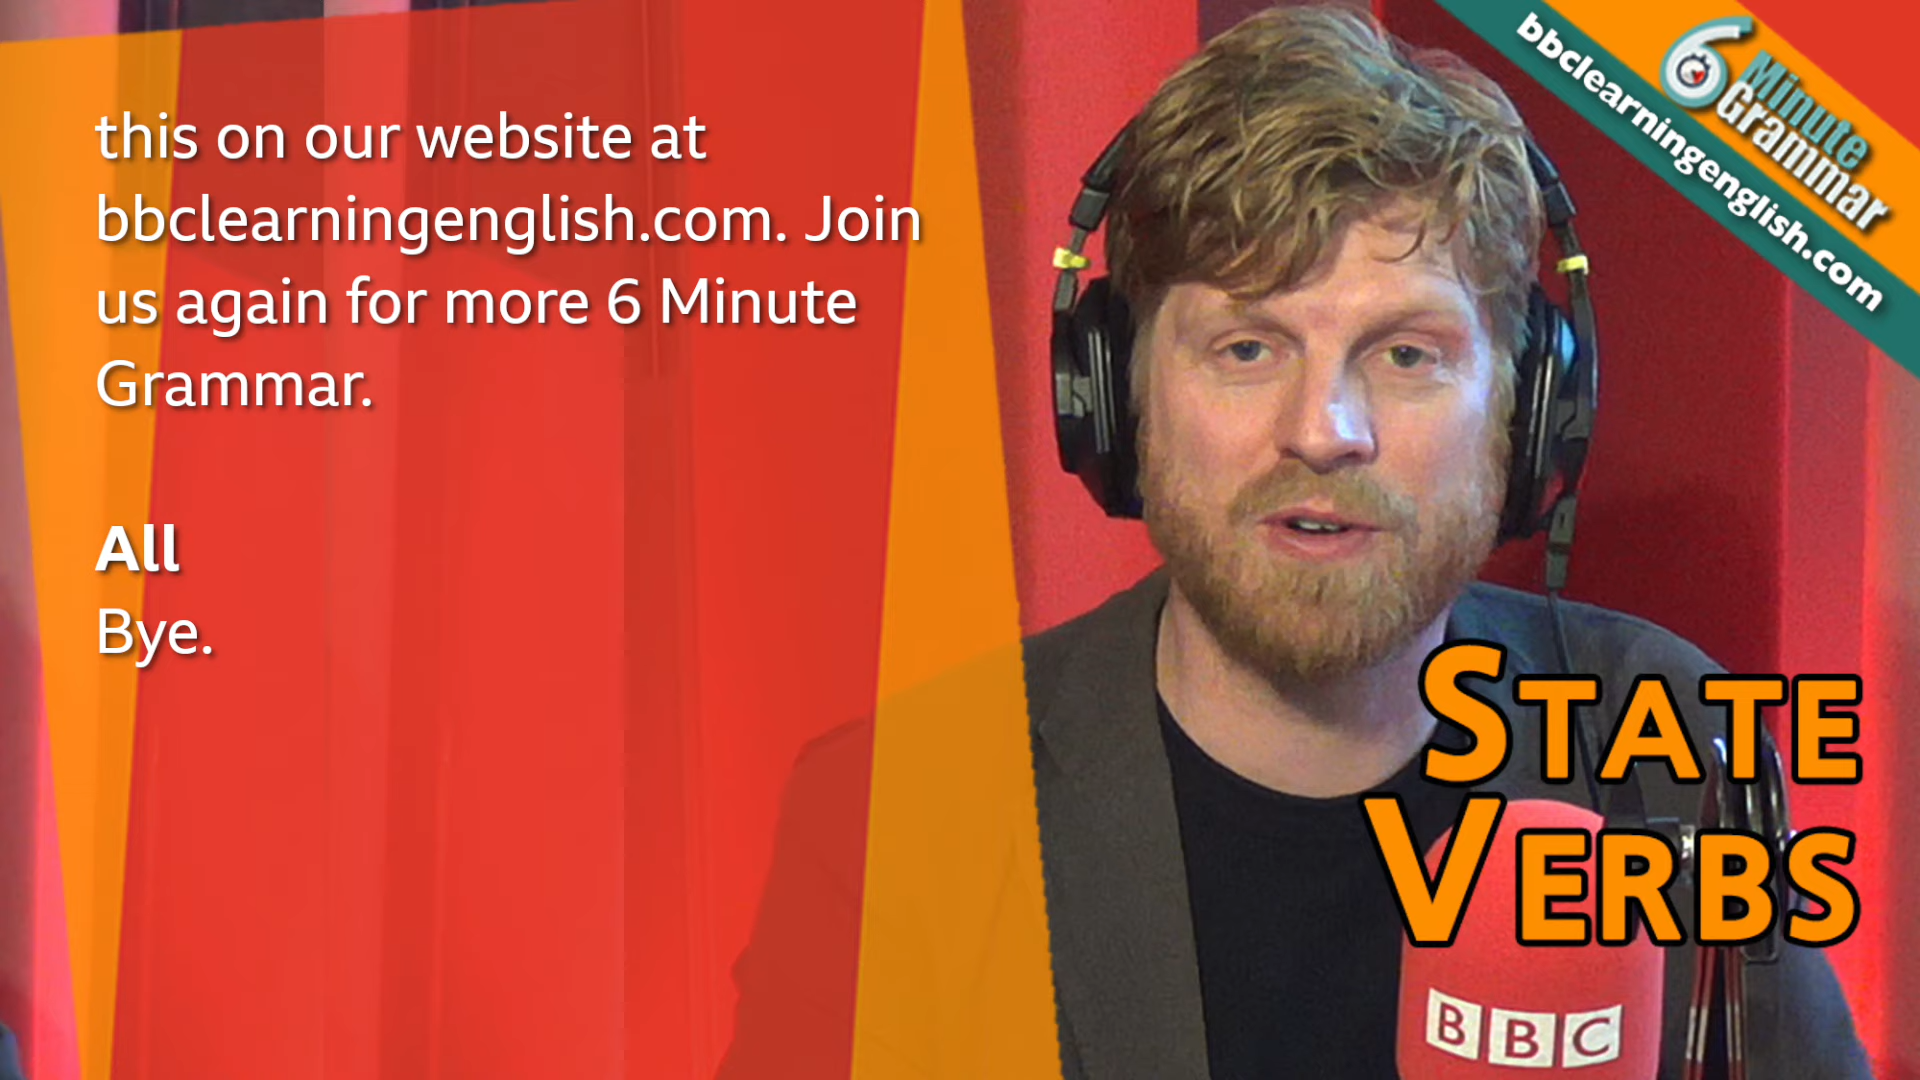 this on our website at
bbclearningenglish.com. Join
us again for more 6 Minute
Grammar.
All
Bye.
6 Minute
Grammar
bbclearningenglish.com
STATE
VERBS
BBC